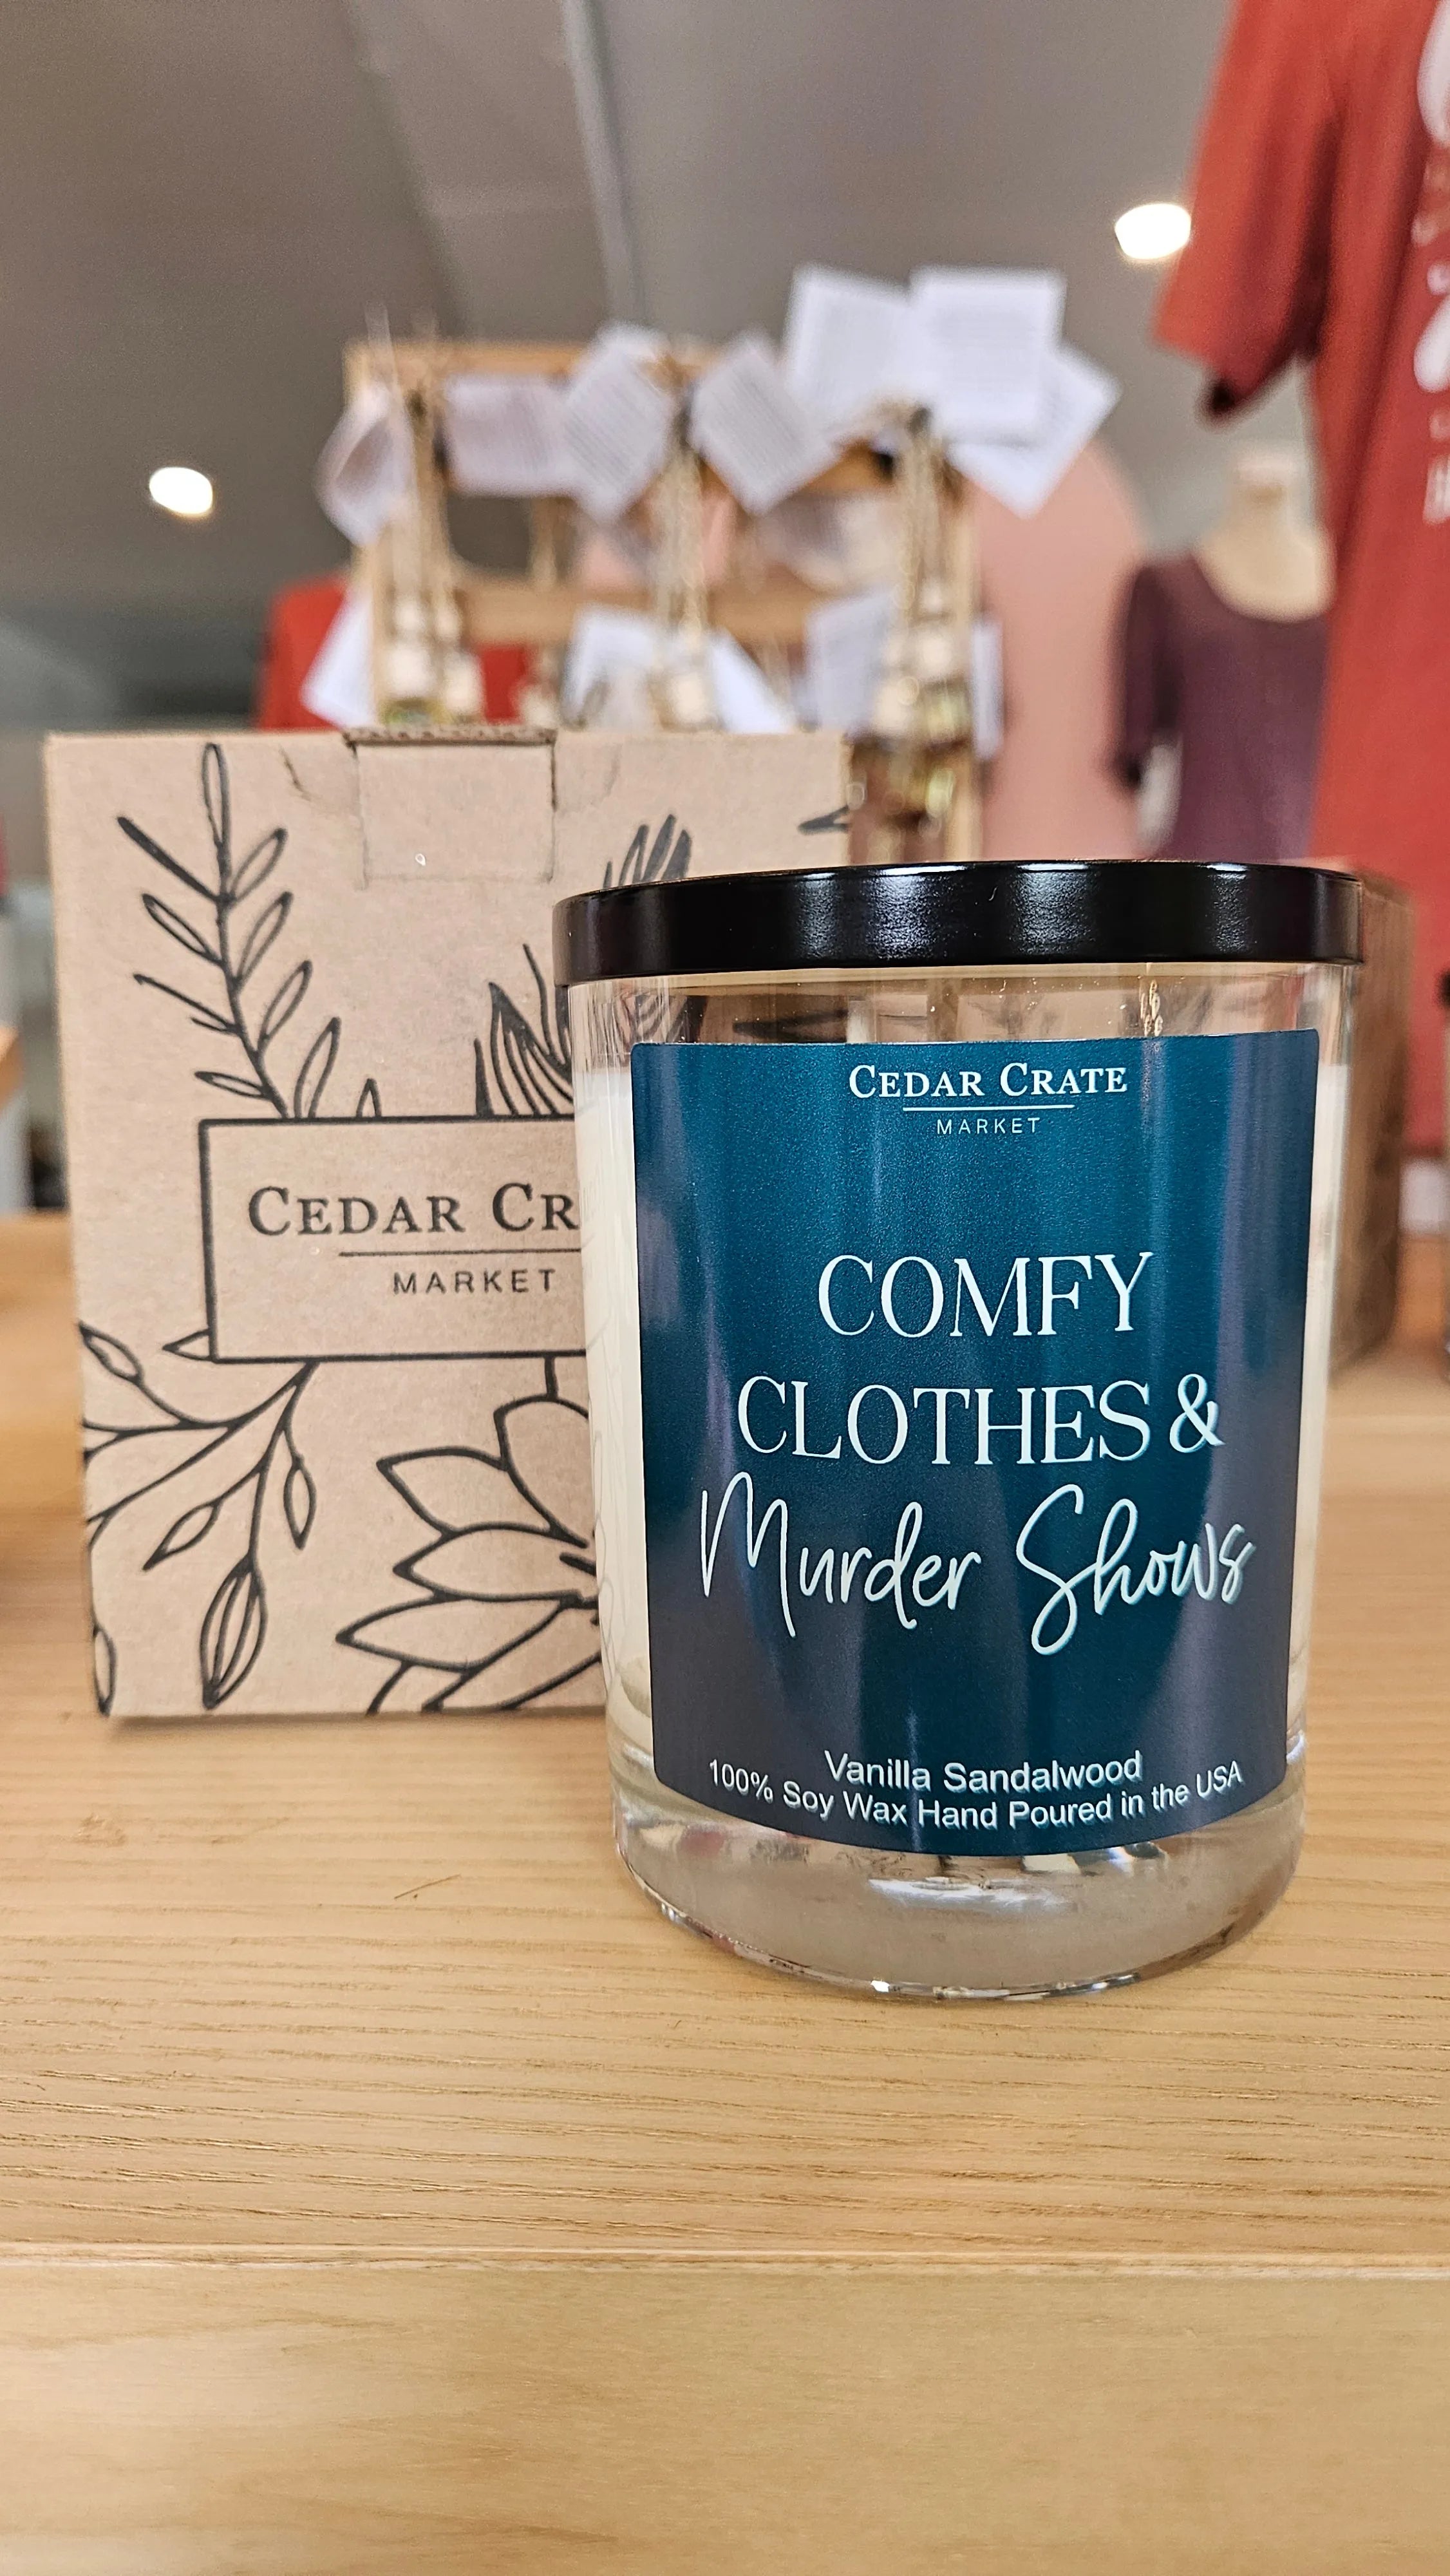 CEDAR CR
MARKET
CEDAR CRATE
MARKET
COMFY
CLOTHES &
Murder Shows
Vanilla Sandalwood
100% Soy Wax Hand Poured in the USA